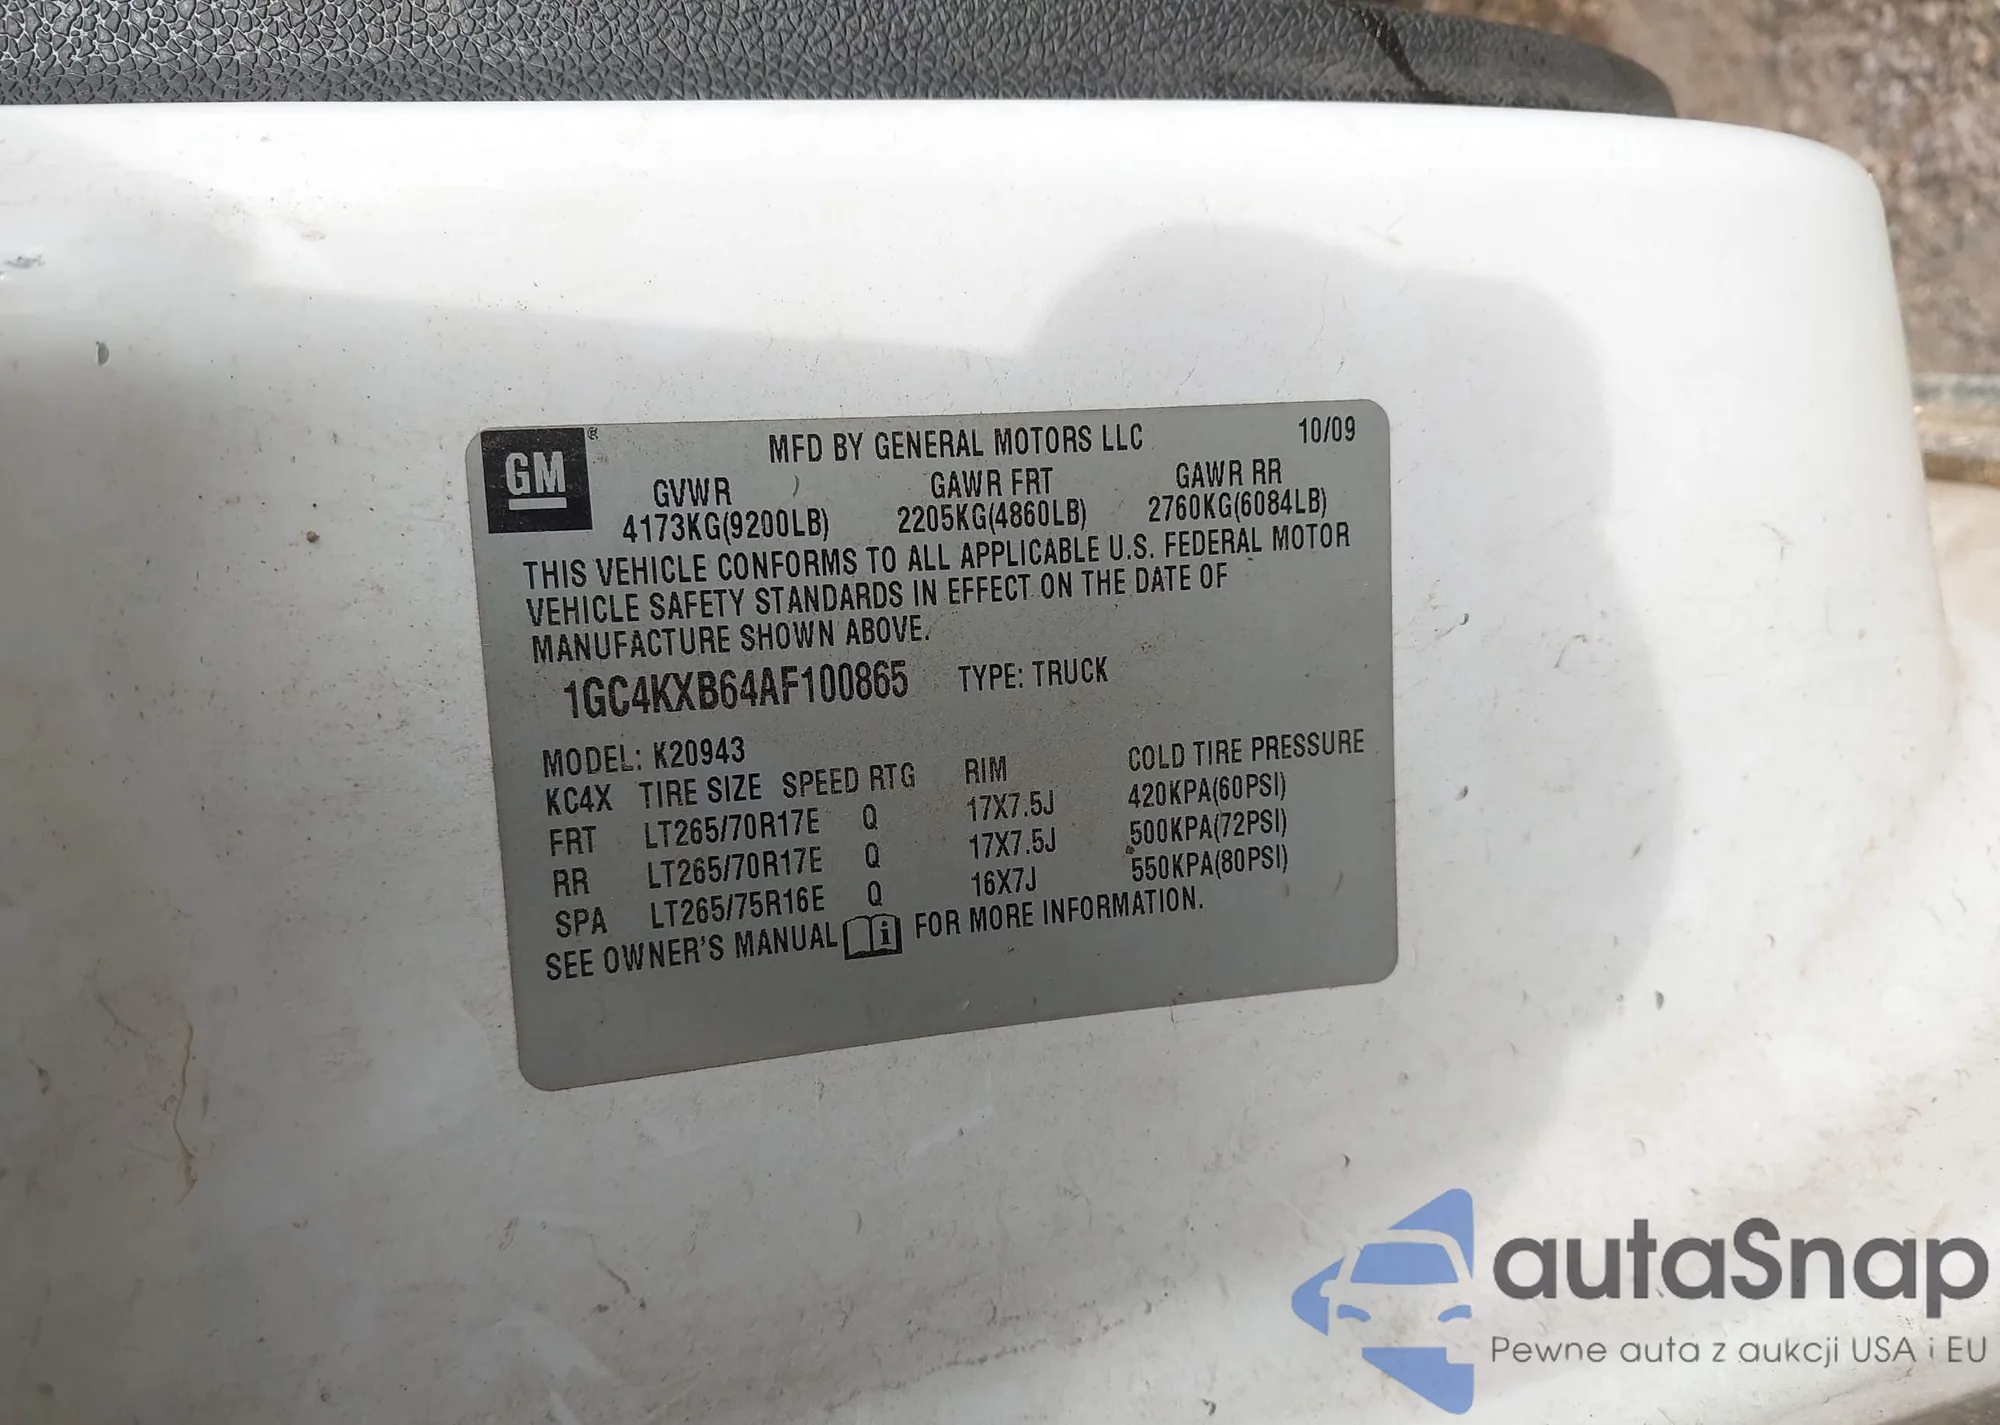 GM ®
MFD BY GENERAL MOTORS LLC 10/09
GVWR GAWR FRT GAWR RR
4173KG(9200LB) 2205KG(4860LB) 2760KG(6084LB)
THIS VEHICLE CONFORMS TO ALL APPLICABLE U.S. FEDERAL MOTOR
VEHICLE SAFETY STANDARDS IN EFFECT ON THE DATE OF
MANUFACTURE SHOWN ABOVE.
1GC4KXB64AF100865 TYPE: TRUCK
MODEL: K20943
KC4X TIRE SIZE SPEED RTG RIM COLD TIRE PRESSURE
FRT LT265/70R17E Q 17X7.5J 420KPA(60PSI)
RR LT265/70R17E Q 17X7.5J 500KPA(72PSI)
SPA LT265/75R16E Q 16X7J 550KPA(80PSI)
SEE OWNER'S MANUAL i FOR MORE INFORMATION.
autaSnap
Pewne auta z aukcji USA i EU